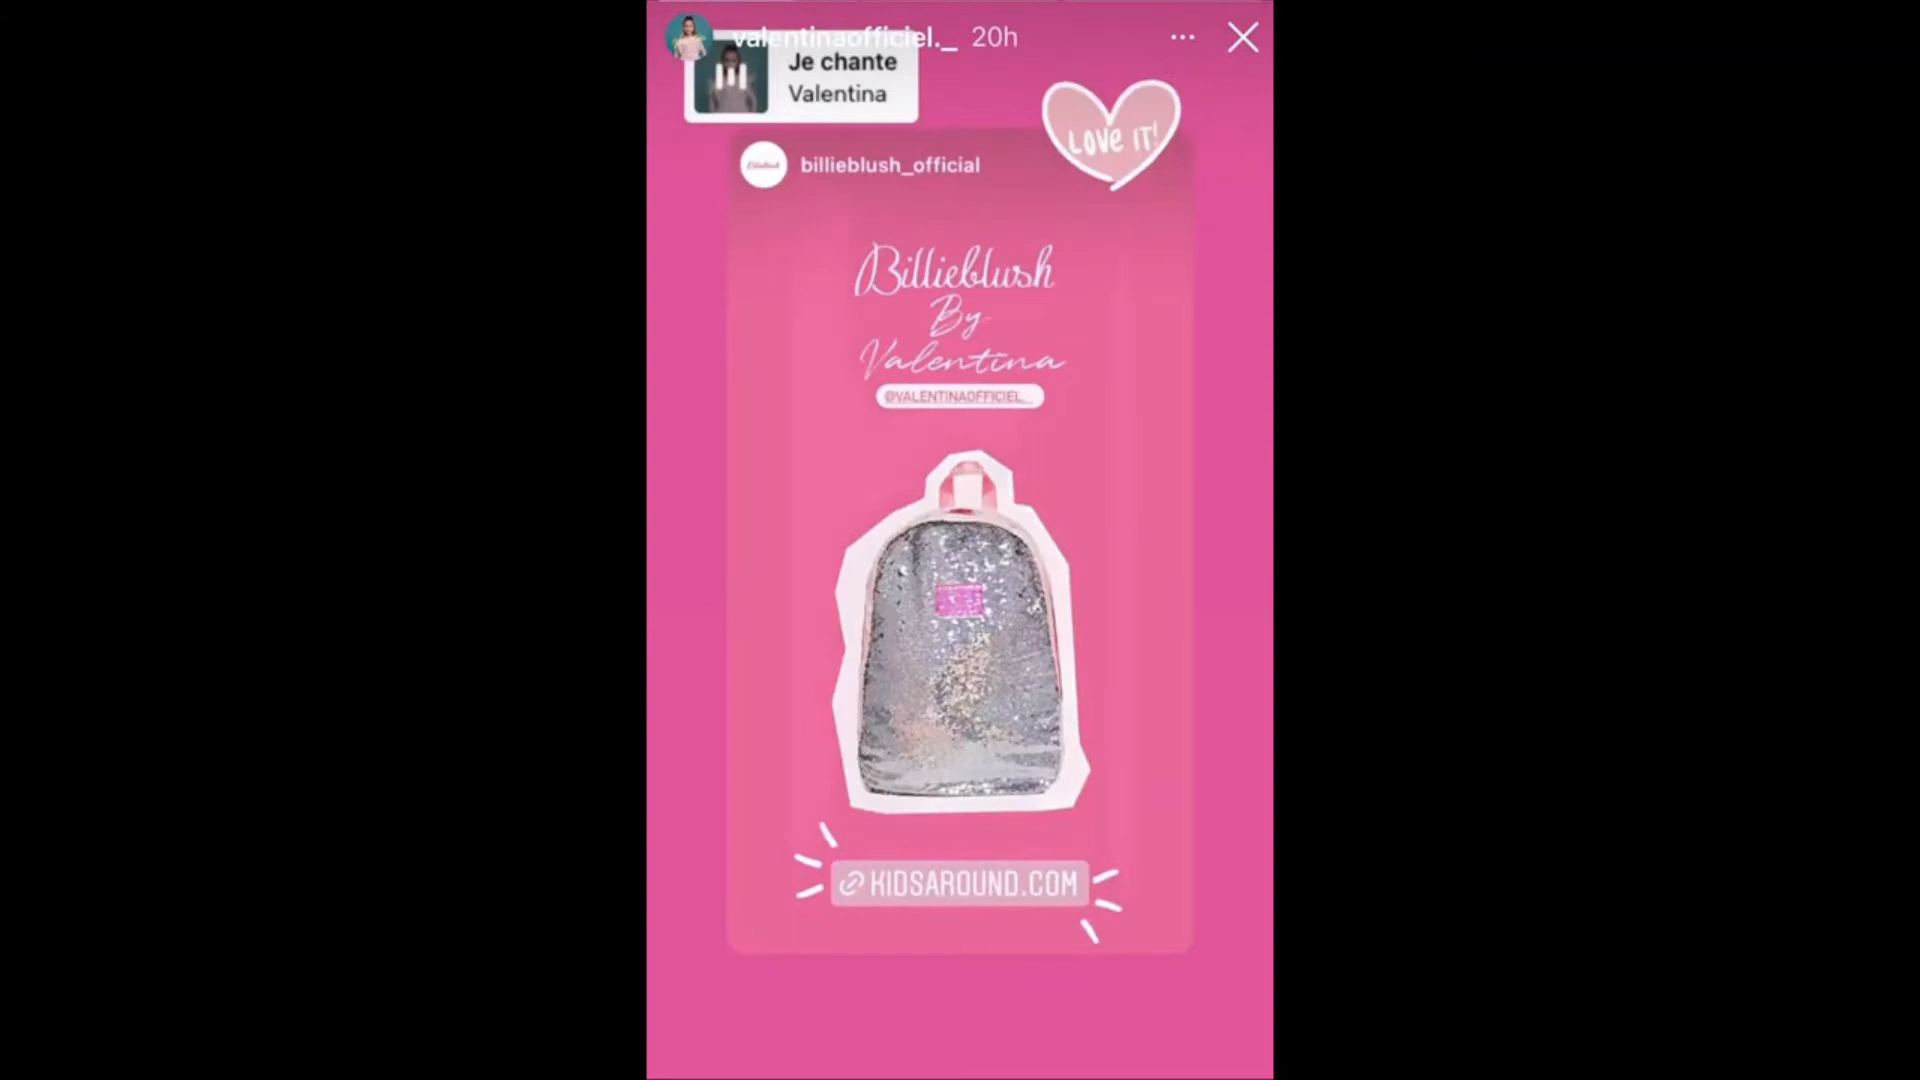 valentinaofficiel._ 20h
Je chante
Valentina
LOVE IT!
billieblush_official
Billieblush
By
Valentina
@VALENTINAOFFICIEL._
KIDSAROUND.COM